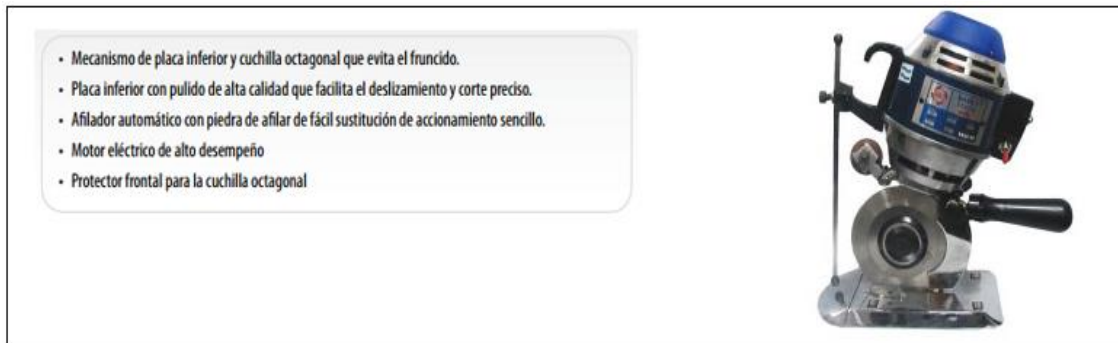 • Mecanismo de placa inferior y cuchilla octagonal que evita el fruncido.
• Placa inferior con pulido de alta calidad que facilita el deslizamiento y corte preciso.
• Afilador automático con piedra de afilar de fácil sustitución de accionamiento sencillo.
• Motor eléctrico de alto desempeño
• Protector frontal para la cuchilla octagonal